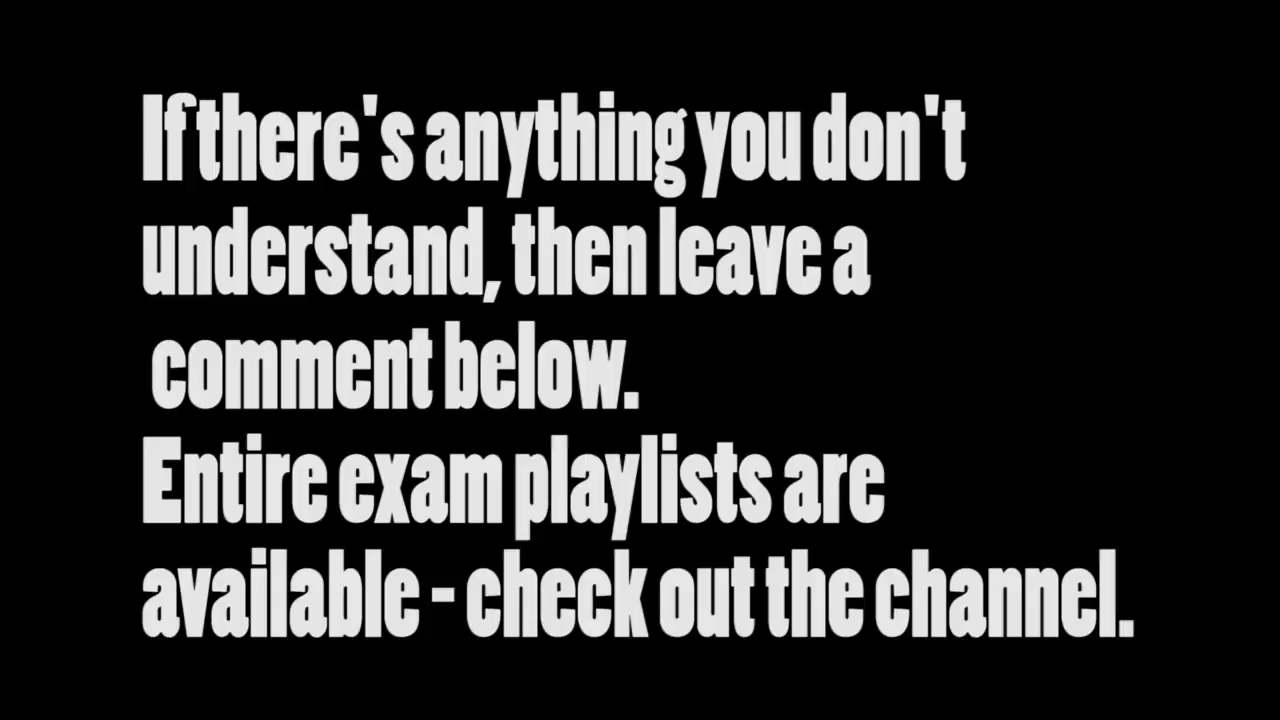 If there's anything you don't
understand, then leave a
comment below.
Entire exam playlists are
available - check out the channel.